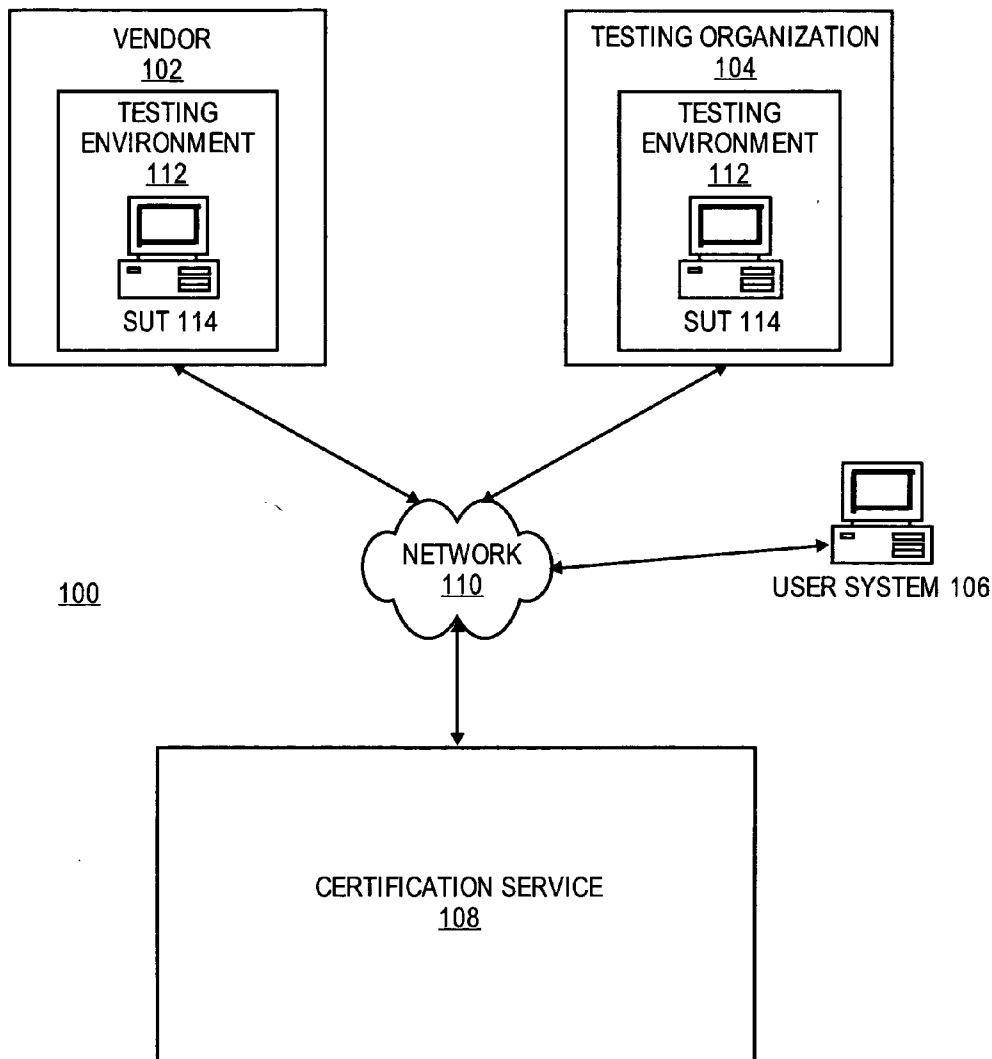 VENDOR
102
TESTING
ENVIRONMENT
112
SUT 114
TESTING ORGANIZATION
104
TESTING
ENVIRONMENT
112
SUT 114
NETWORK
110
USER SYSTEM 106
100
CERTIFICATION SERVICE
108